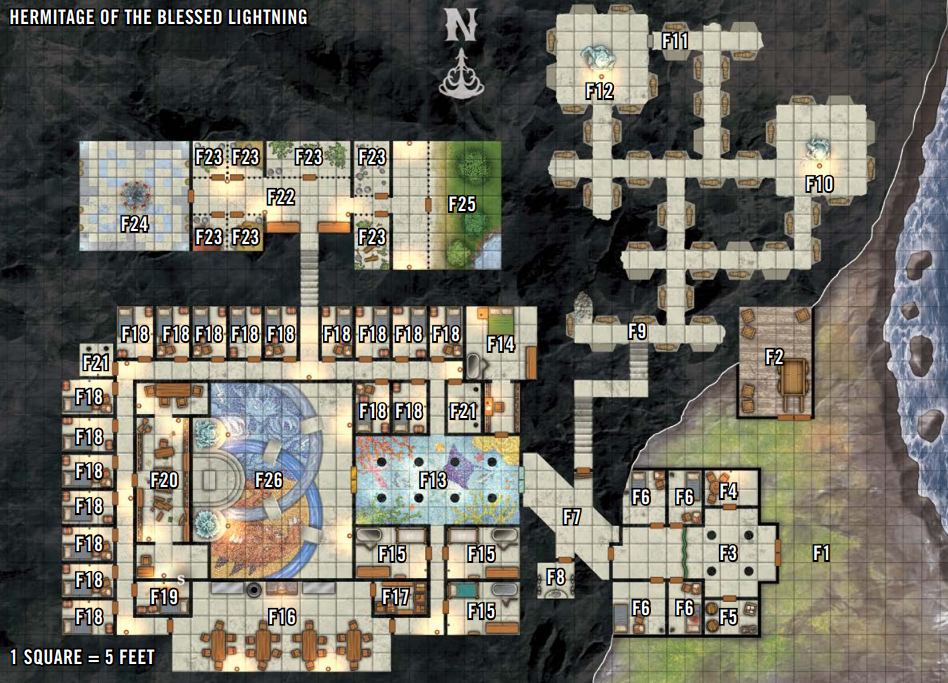 HERMITAGE OF THE BLESSED LIGHTNING
N
F11
F12
F10
F23 F23 F23 F23
F22
F24
F25
F23 F23 F23
F18 F18 F18 F18 F18 F18 F18 F18 F18
F14
F9
F2
F21
F18
F18 F18 F21
F18
F18
F20
F26
F13
F6 F6 F4
F18
F7
F18
F15 F15
F3
F1
F18
S
F8
F19
F17
F15
F16
F6 F6 F5
F18
1 SQUARE = 5 FEET